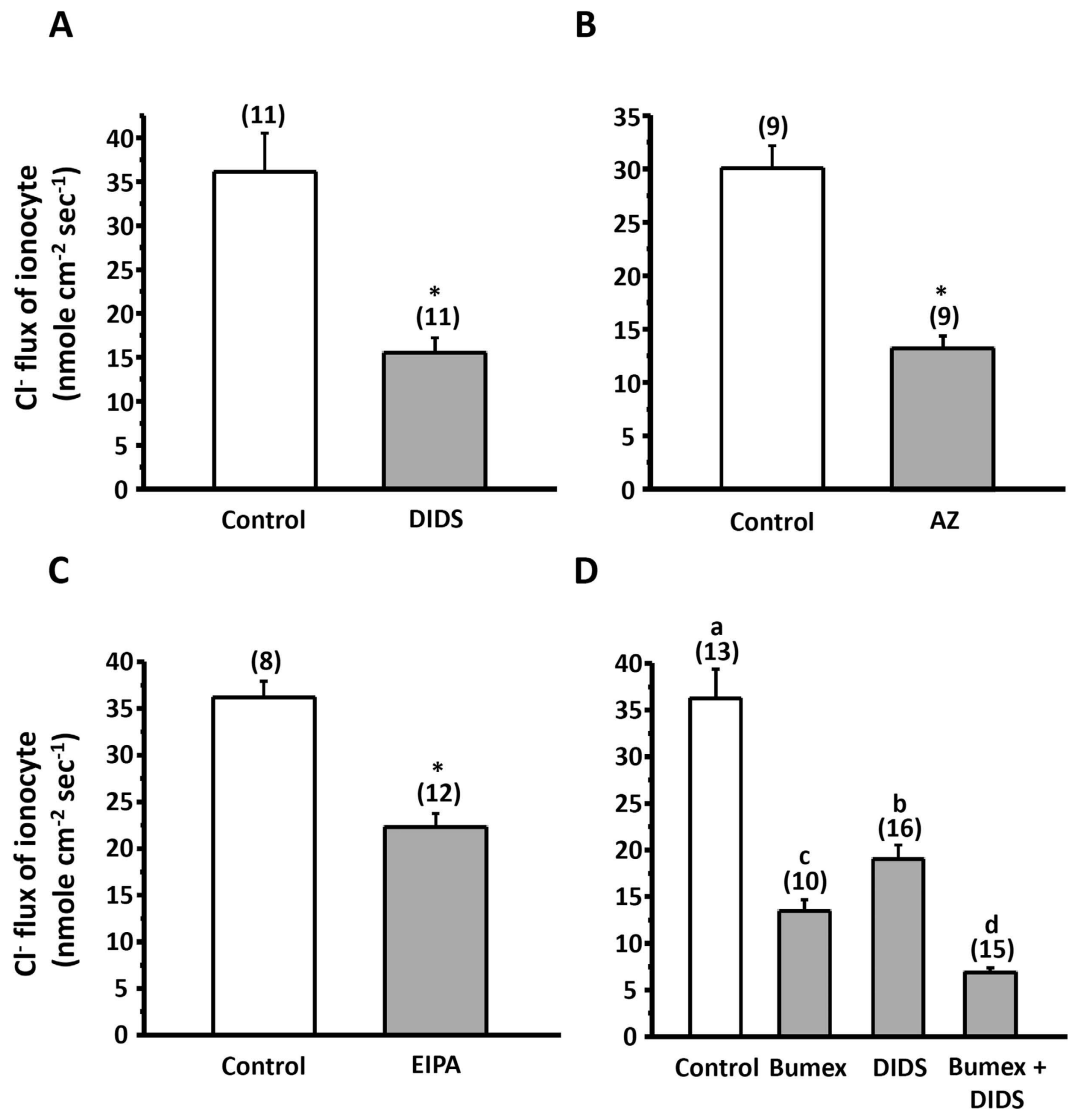 A
Cl⁻ flux of ionocyte
(nmole cm⁻² sec⁻¹)
40
35
30
25
20
15
10
5
0
(11)
*
(11)
Control
DIDS
B
35
30
25
20
15
10
5
0
(9)
*
(9)
Control
AZ
C
Cl⁻ flux of ionocyte
(nmole cm⁻² sec⁻¹)
40
35
30
25
20
15
10
5
0
(8)
*
(12)
Control
EIPA
D
40
35
30
25
20
15
10
5
0
a
(13)
c
(10)
b
(16)
d
(15)
Control
Bumex
DIDS
Bumex +
DIDS